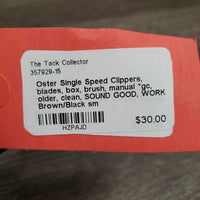 The Tack Collector
357929-15
Oster Single Speed Clippers,
blades, box, brush, manual *gc,
older, clean, SOUND GOOD, WORK
Brown/Black sm
$30.00
HZPAJD